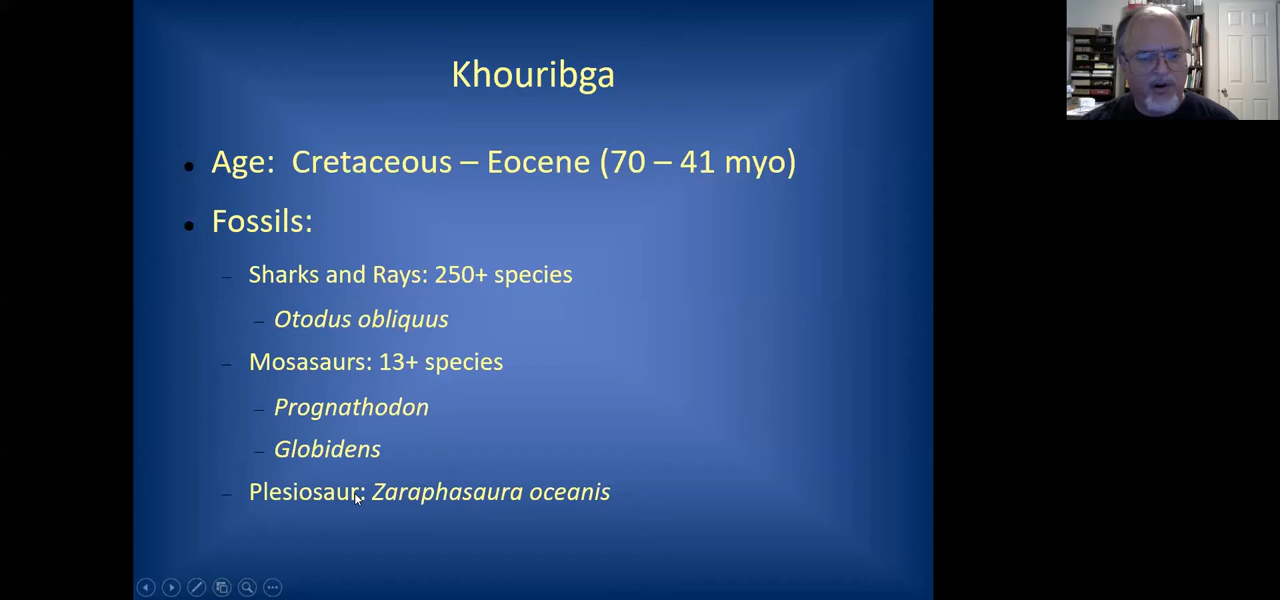 Khouribga
Age: Cretaceous – Eocene (70 – 41 myo)
Fossils:
Sharks and Rays: 250+ species
Otodus obliquus
Mosasaurs: 13+ species
Prognathodon
Globidens
Plesiosaur: Zaraphasaura oceanis